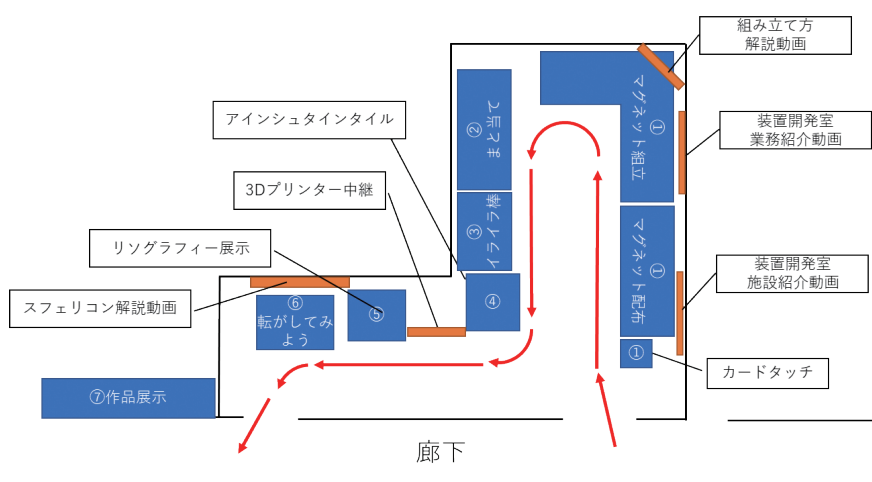 組み立て方
解説動画
アインシュタインタイル
装置開発室
業務紹介動画
3Dプリンター中継
リソグラフィー展示
スフェリコン解説動画
装置開発室
施設紹介動画
カードタッチ
①
マグネット組立
①
マグネット配布
①
②
まと当て
③
イライラ棒
④
⑤
⑥
転がしてみ
よう
⑦作品展示
廊下